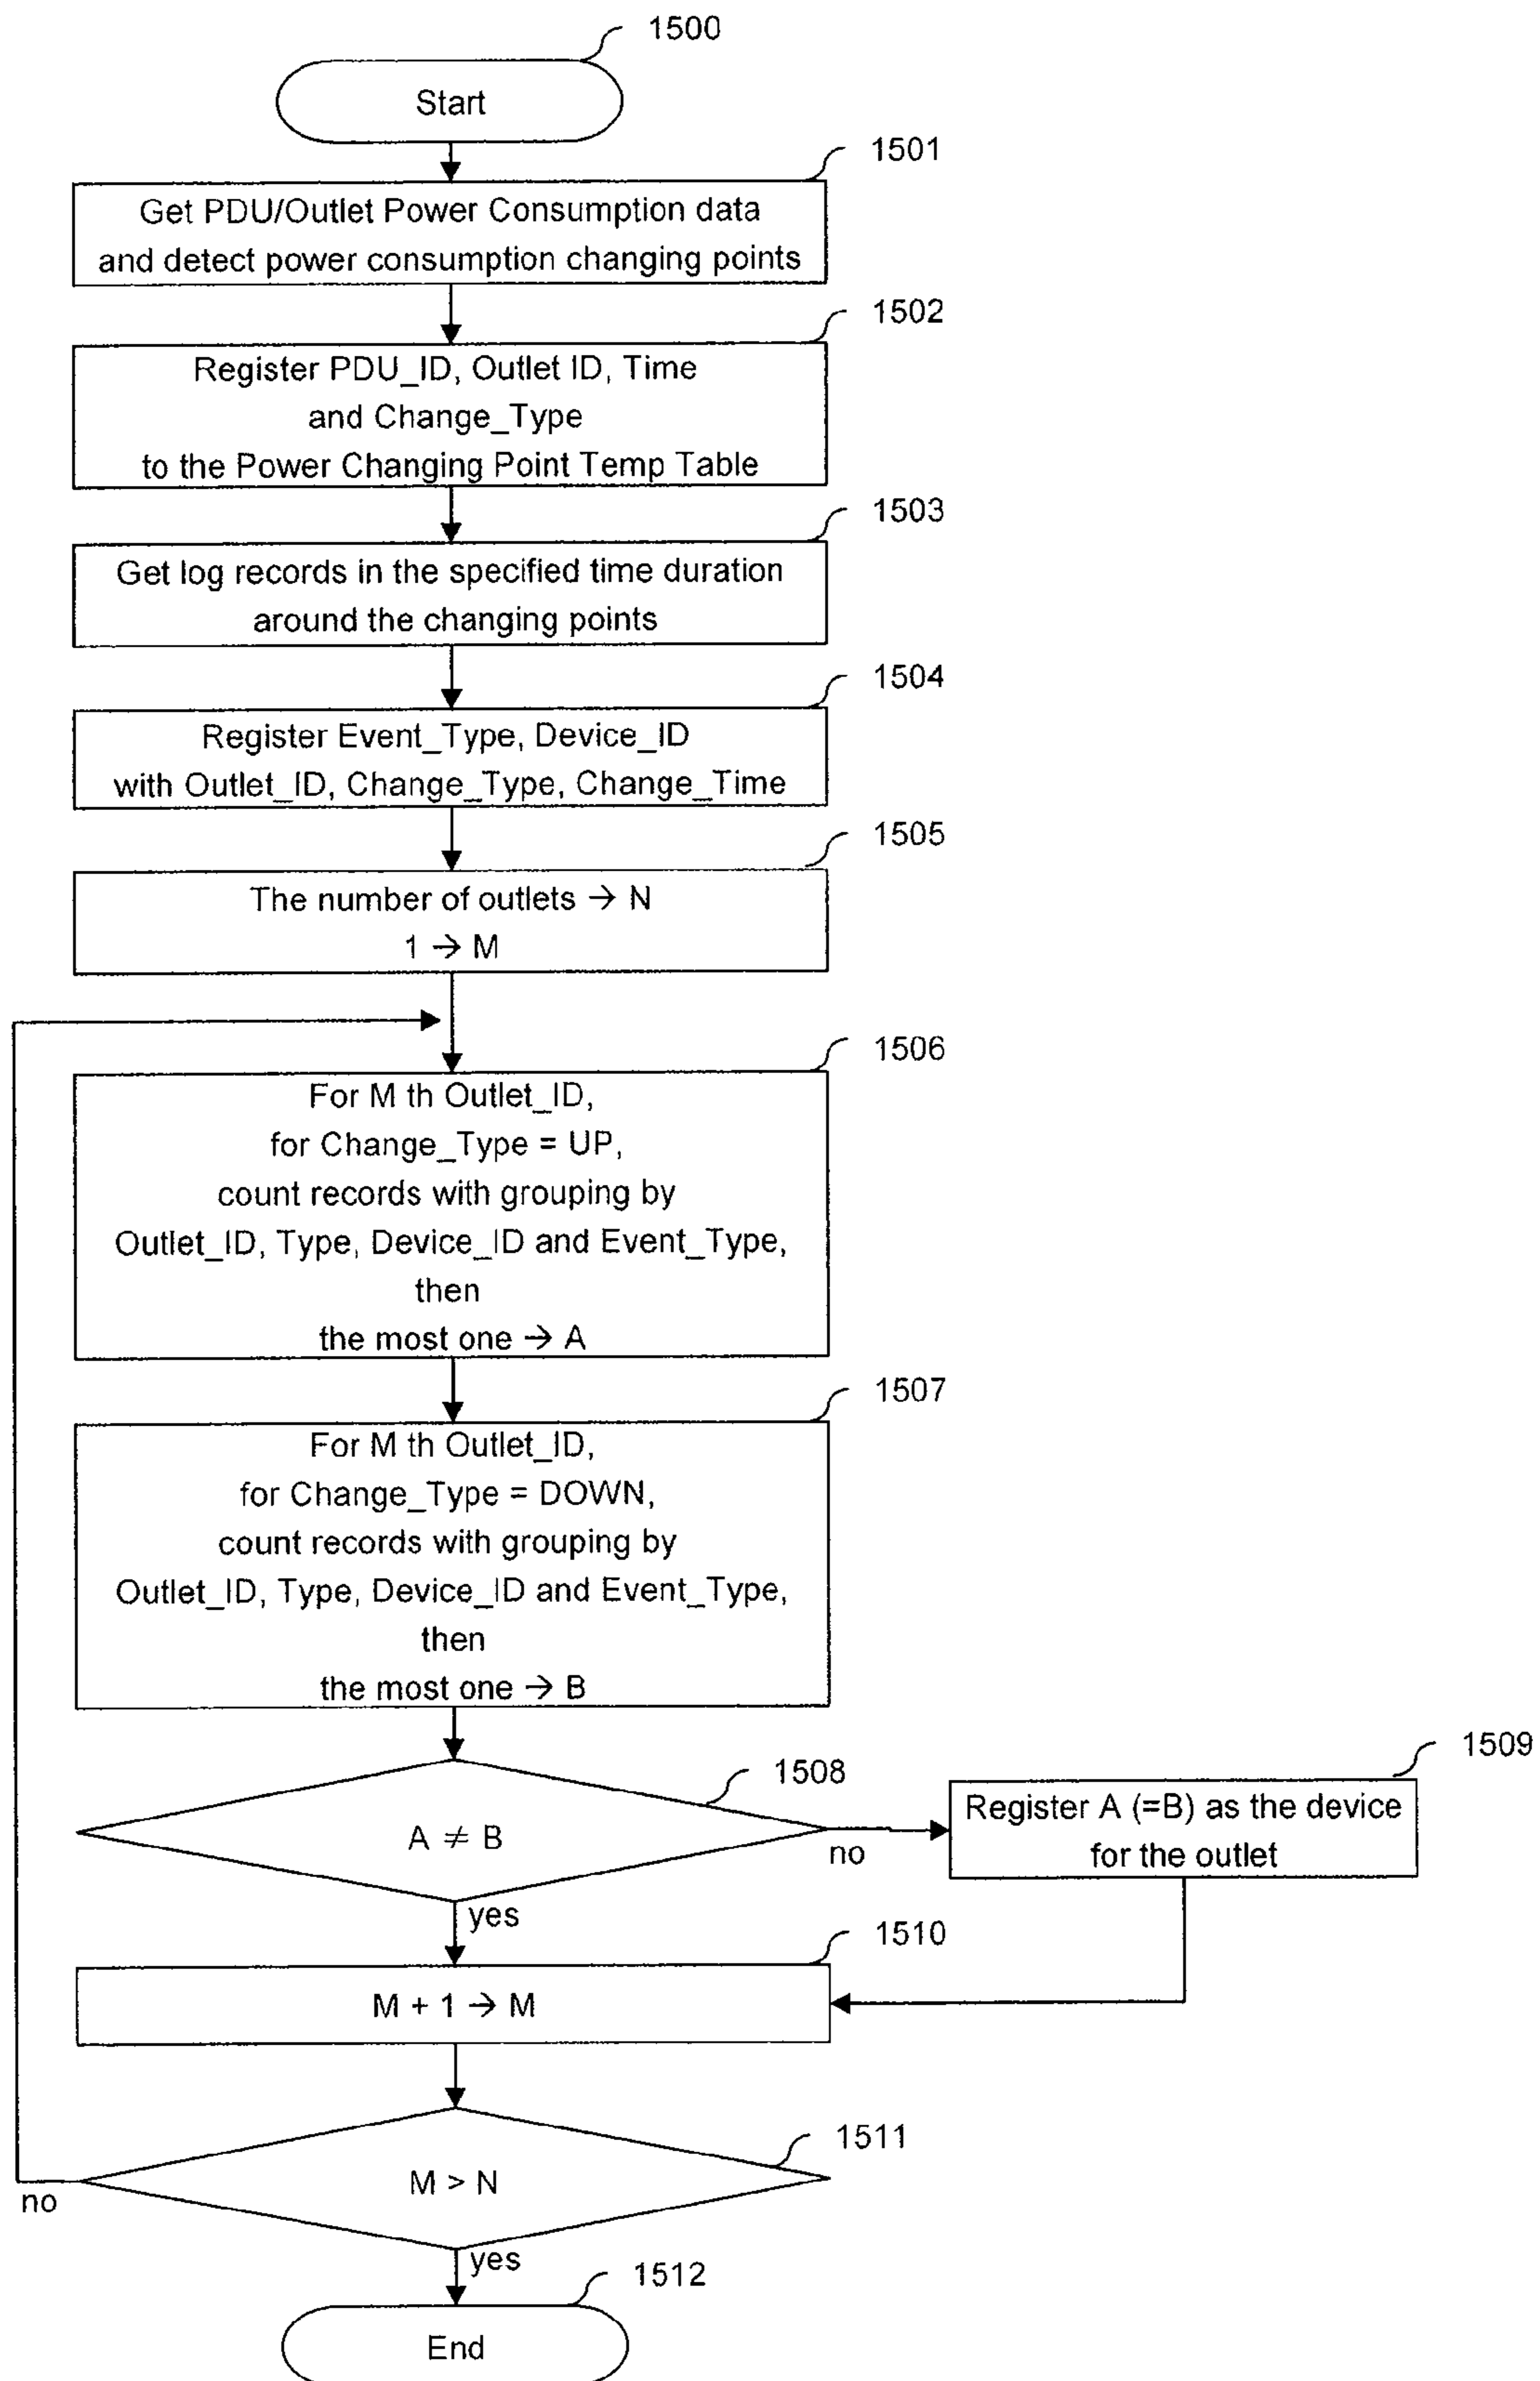 1500
Start
1501
Get PDU/Outlet Power Consumption data
and detect power consumption changing points
1502
Register PDU_ID, Outlet ID, Time
and Change_Type
to the Power Changing Point Temp Table
1503
Get log records in the specified time duration
around the changing points
1504
Register Event_Type, Device_ID
with Outlet_ID, Change_Type, Change_Time
1505
The number of outlets → N
1 → M
1506
For M th Outlet_ID,
for Change_Type = UP,
count records with grouping by
Outlet_ID, Type, Device_ID and Event_Type,
then
the most one → A
1507
For M th Outlet_ID,
for Change_Type = DOWN,
count records with grouping by
Outlet_ID, Type, Device_ID and Event_Type,
then
the most one → B
1508
A ≠ B
no
1509
Register A (=B) as the device
for the outlet
yes
1510
M + 1 → M
1511
M > N
no
yes
1512
End